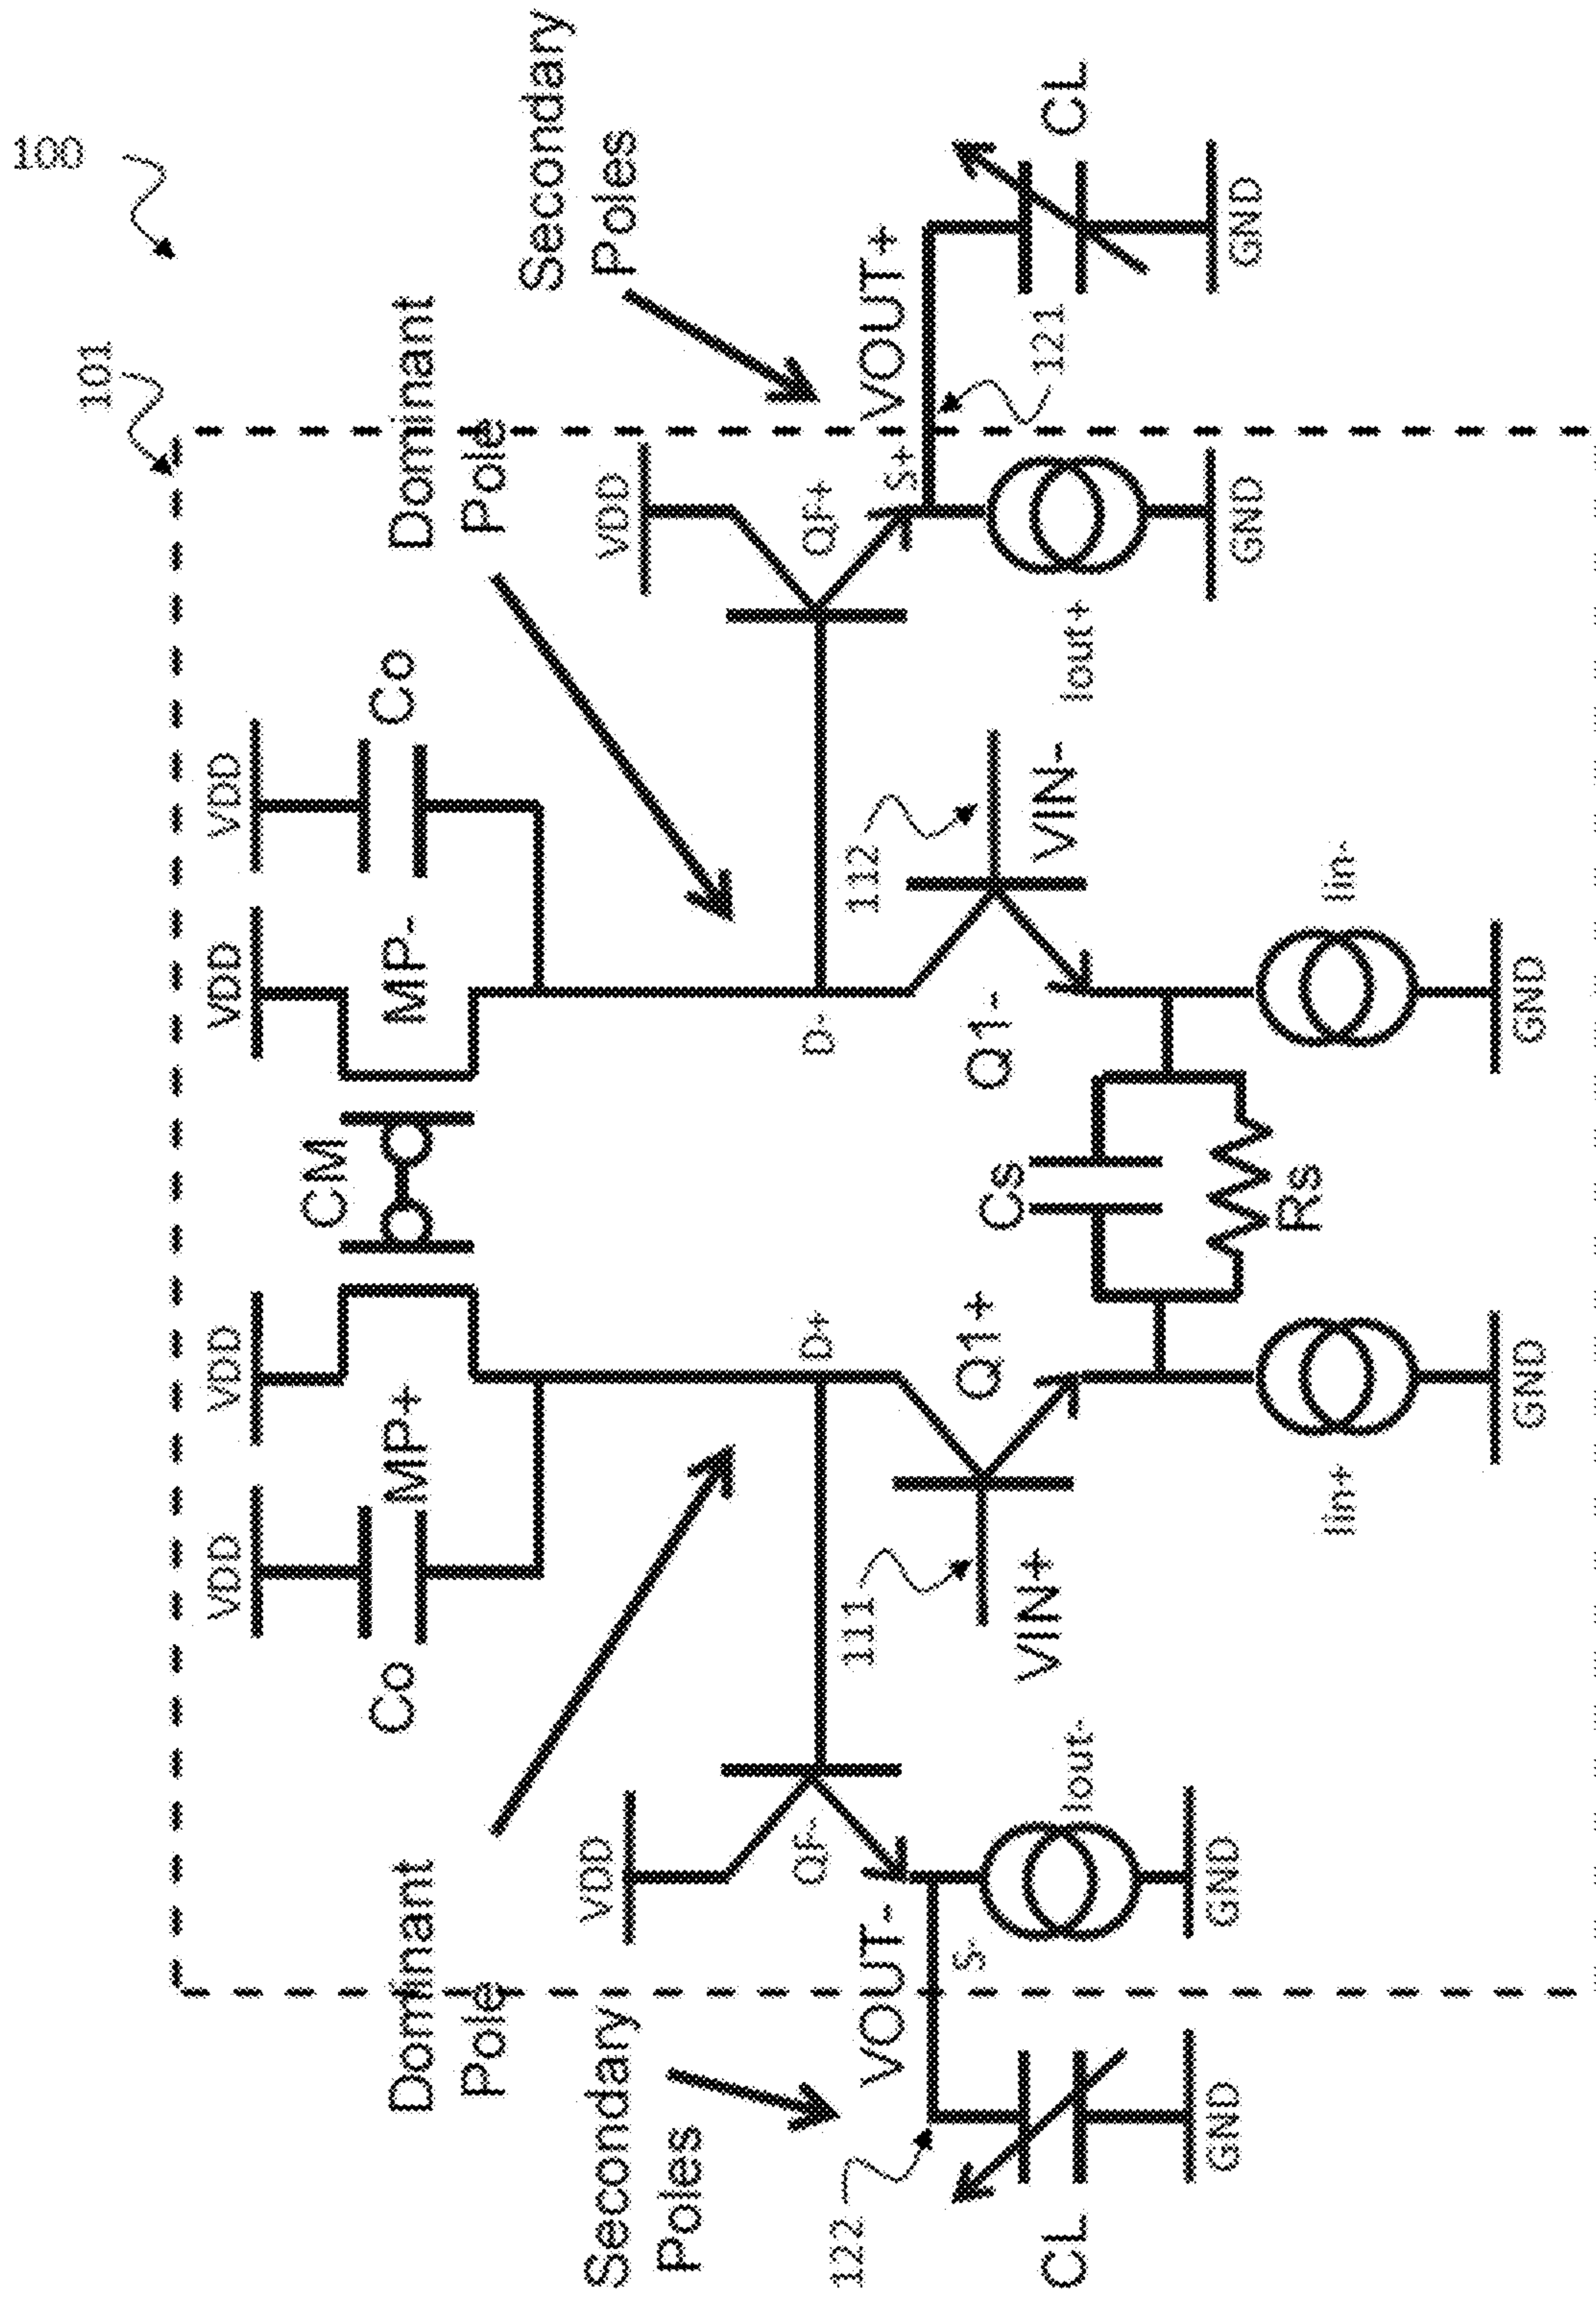 100
101
VDD
VDD
VDD
VDD
Co
MP+
CM
MP-
Co
Dominant
Pole
Dominant
Pole
Secondary
Poles
Secondary
Poles
VDD
VDD
QF-
QF+
D+
D-
111
112
VOUT-
VOUT+
S-
S+
122
121
VIN+
VIN-
Q1+
Q1-
Cs
Rs
CL
CL
Iout-
Iout+
GND
GND
GND
GND
Iin+
Iin-
GND
GND